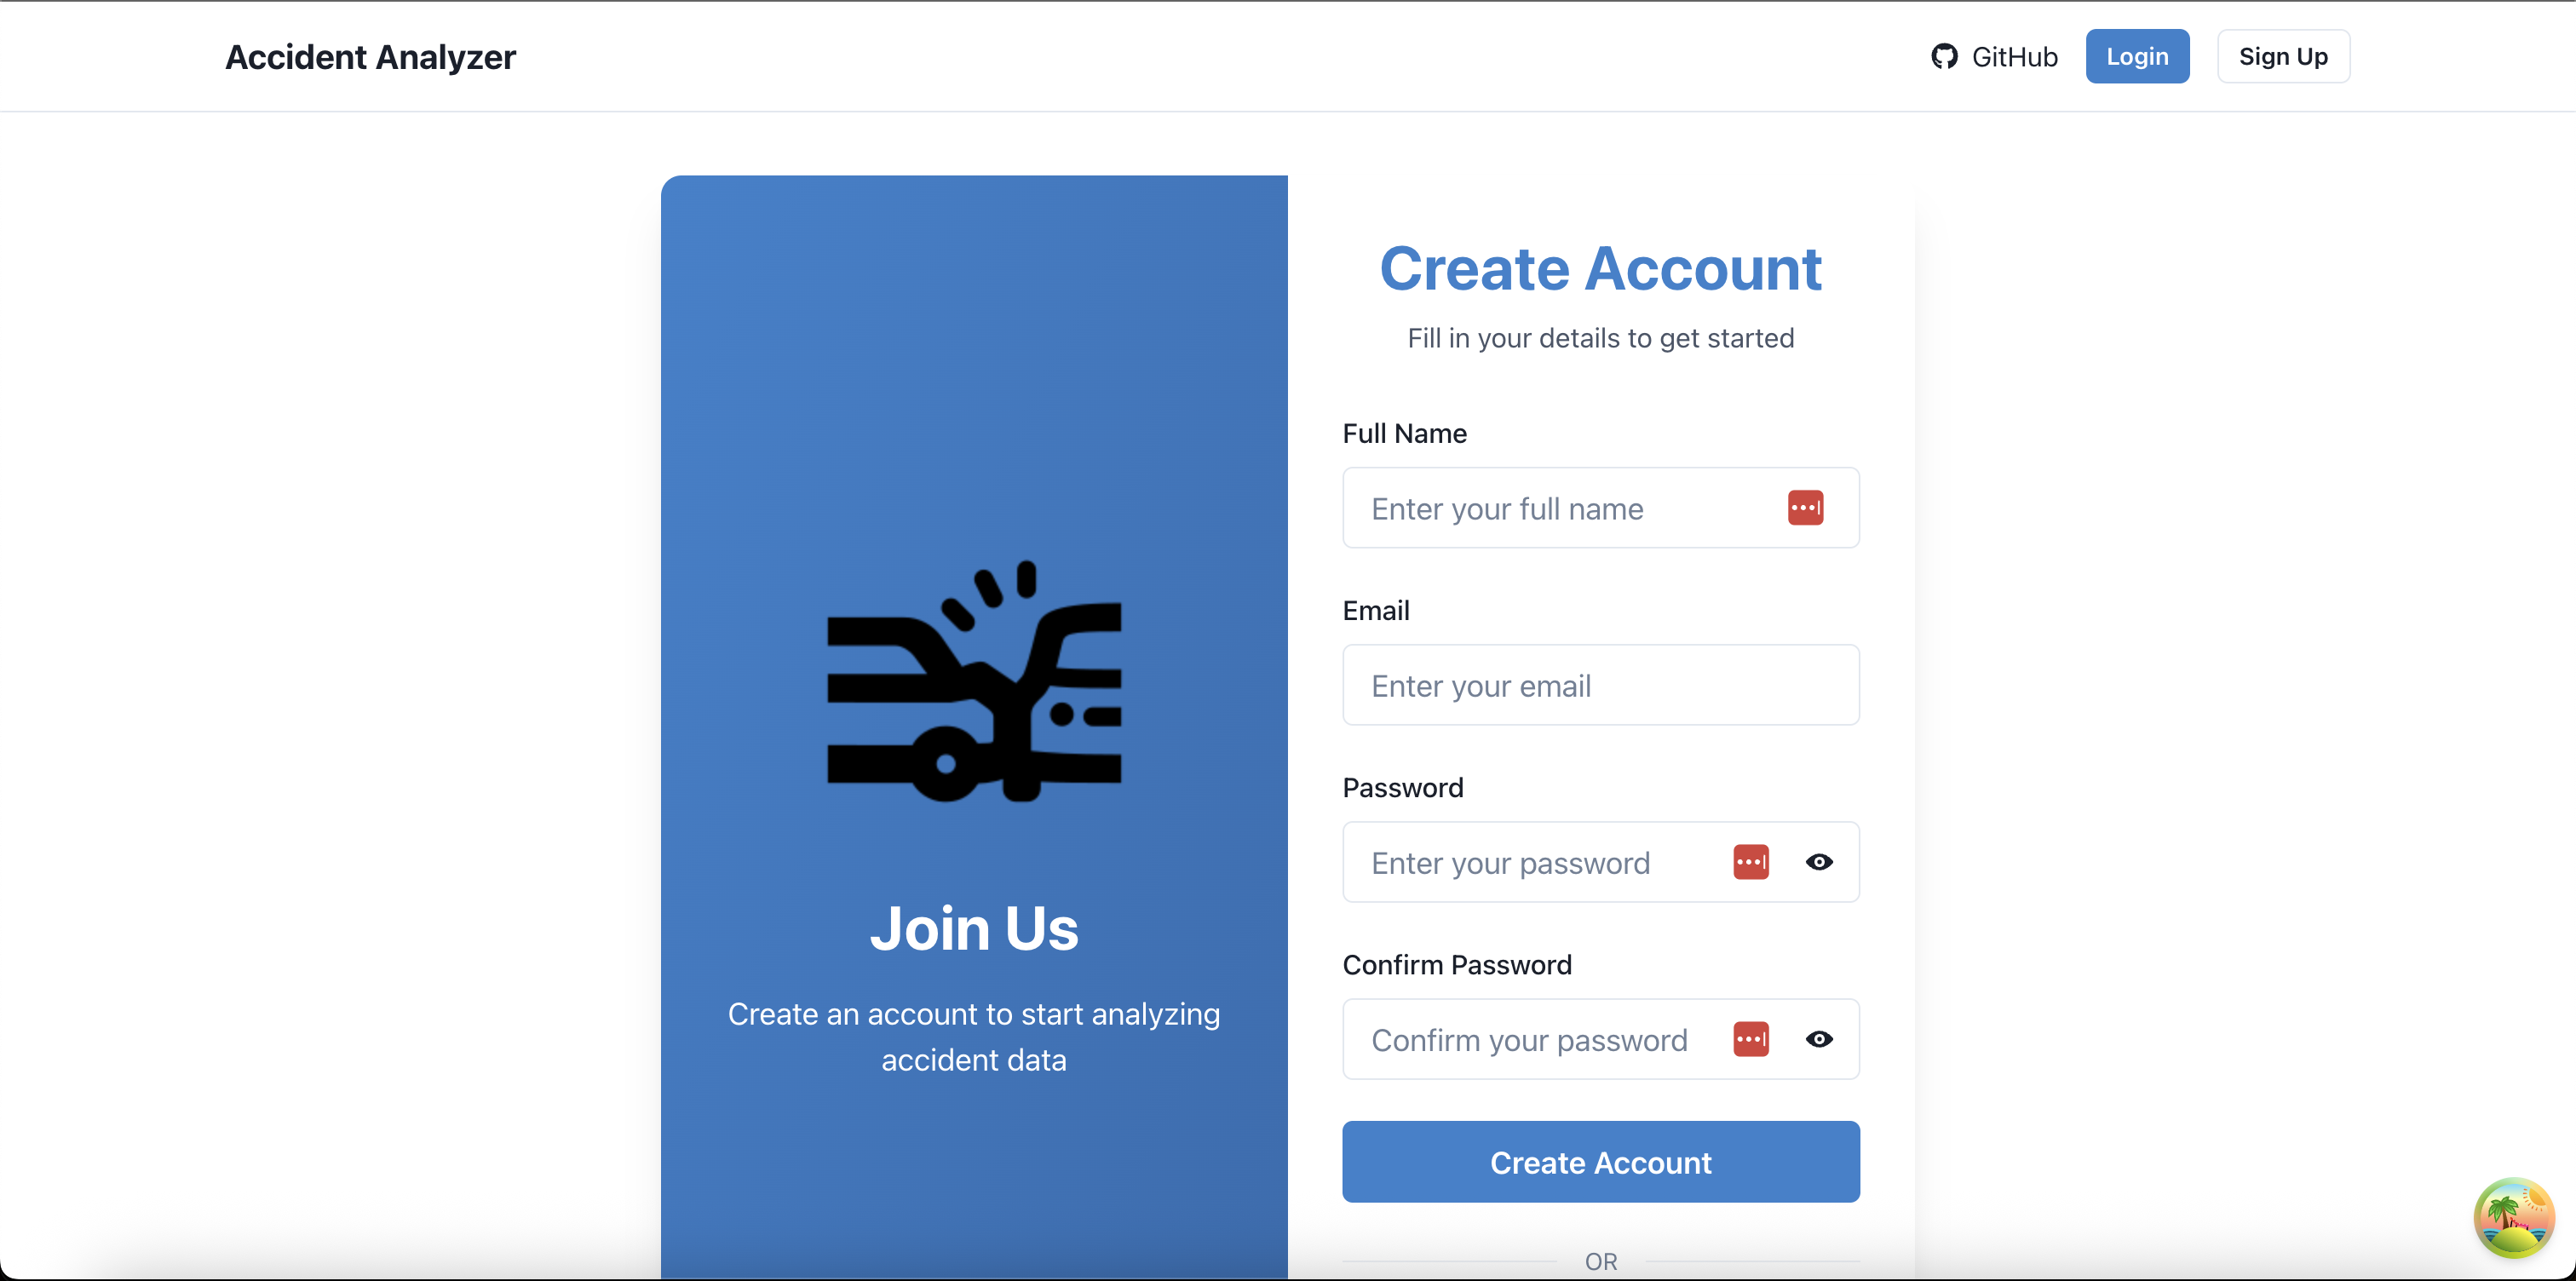 Accident Analyzer
GitHub
Login
Sign Up
Join Us
Create an account to start analyzing
accident data
Create Account
Fill in your details to get started
Full Name
Enter your full name
Email
Enter your email
Password
Enter your password
Confirm Password
Confirm your password
Create Account
OR